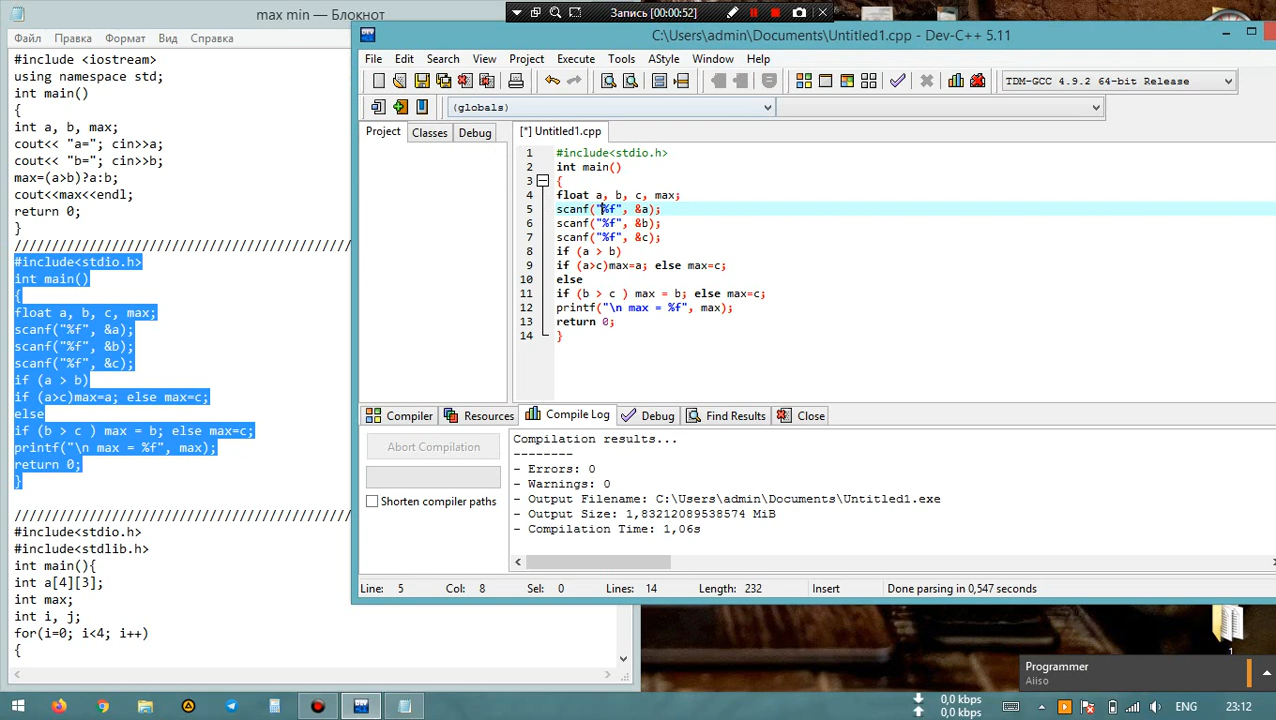 max min — Блокнот
Файл Правка Формат Вид Справка
#include <iostream>
using namespace std;
int main()
{
int a, b, max;
cout<< "a="; cin>>a;
cout<< "b="; cin>>b;
max=(a>b)?a:b;
cout<<max<<endl;
return 0;
}
/////////////////////////////////////////////
#include<stdio.h>
int main()
{
float a, b, c, max;
scanf("%f", &a);
scanf("%f", &b);
scanf("%f", &c);
if (a > b)
if (a>c)max=a; else max=c;
else
if (b > c ) max = b; else max=c;
printf("\n max = %f", max);
return 0;
}
/////////////////////////////////////////////
#include<stdio.h>
#include<stdlib.h>
int main(){
int a[4][3];
int max;
int i, j;
for(i=0; i<4; i++)
{
Запись [00:00:52]
DEV C:\Users\admin\Documents\Untitled1.cpp - Dev-C++ 5.11
File Edit Search View Project Execute Tools AStyle Window Help
TDM-GCC 4.9.2 64-bit Release
(globals)
Project Classes Debug [*] Untitled1.cpp
1 #include<stdio.h>
2 int main()
3 {
4 float a, b, c, max;
5 scanf("%f", &a);
6 scanf("%f", &b);
7 scanf("%f", &c);
8 if (a > b)
9 if (a>c)max=a; else max=c;
10 else
11 if (b > c ) max = b; else max=c;
12 printf("\n max = %f", max);
13 return 0;
14 }
Compiler Resources Compile Log Debug Find Results Close
Abort Compilation
Shorten compiler paths
Compilation results...
--------
- Errors: 0
- Warnings: 0
- Output Filename: C:\Users\admin\Documents\Untitled1.exe
- Output Size: 1,83212089538574 MiB
- Compilation Time: 1,06s
Line: 5 Col: 8 Sel: 0 Lines: 14 Length: 232 Insert Done parsing in 0,547 seconds
1
Programmer
Aiiso
DEV
0,0 kbps
0,0 kbps
ENG 23:12